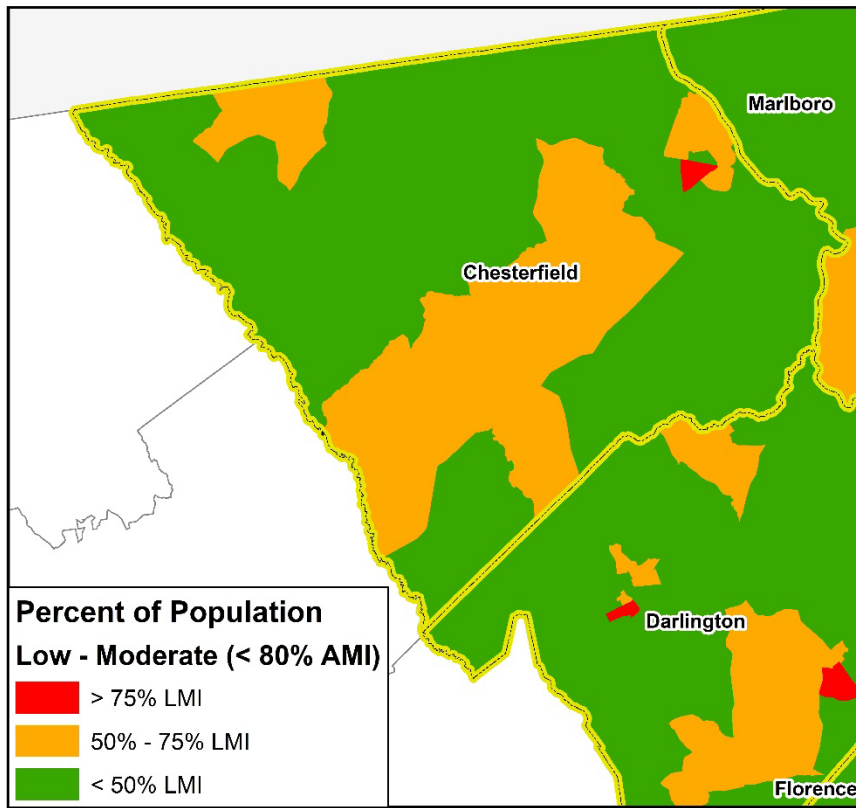 Marlboro
Chesterfield
Darlington
Florence
Percent of Population
Low - Moderate (< 80% AMI)
> 75% LMI
50% - 75% LMI
< 50% LMI